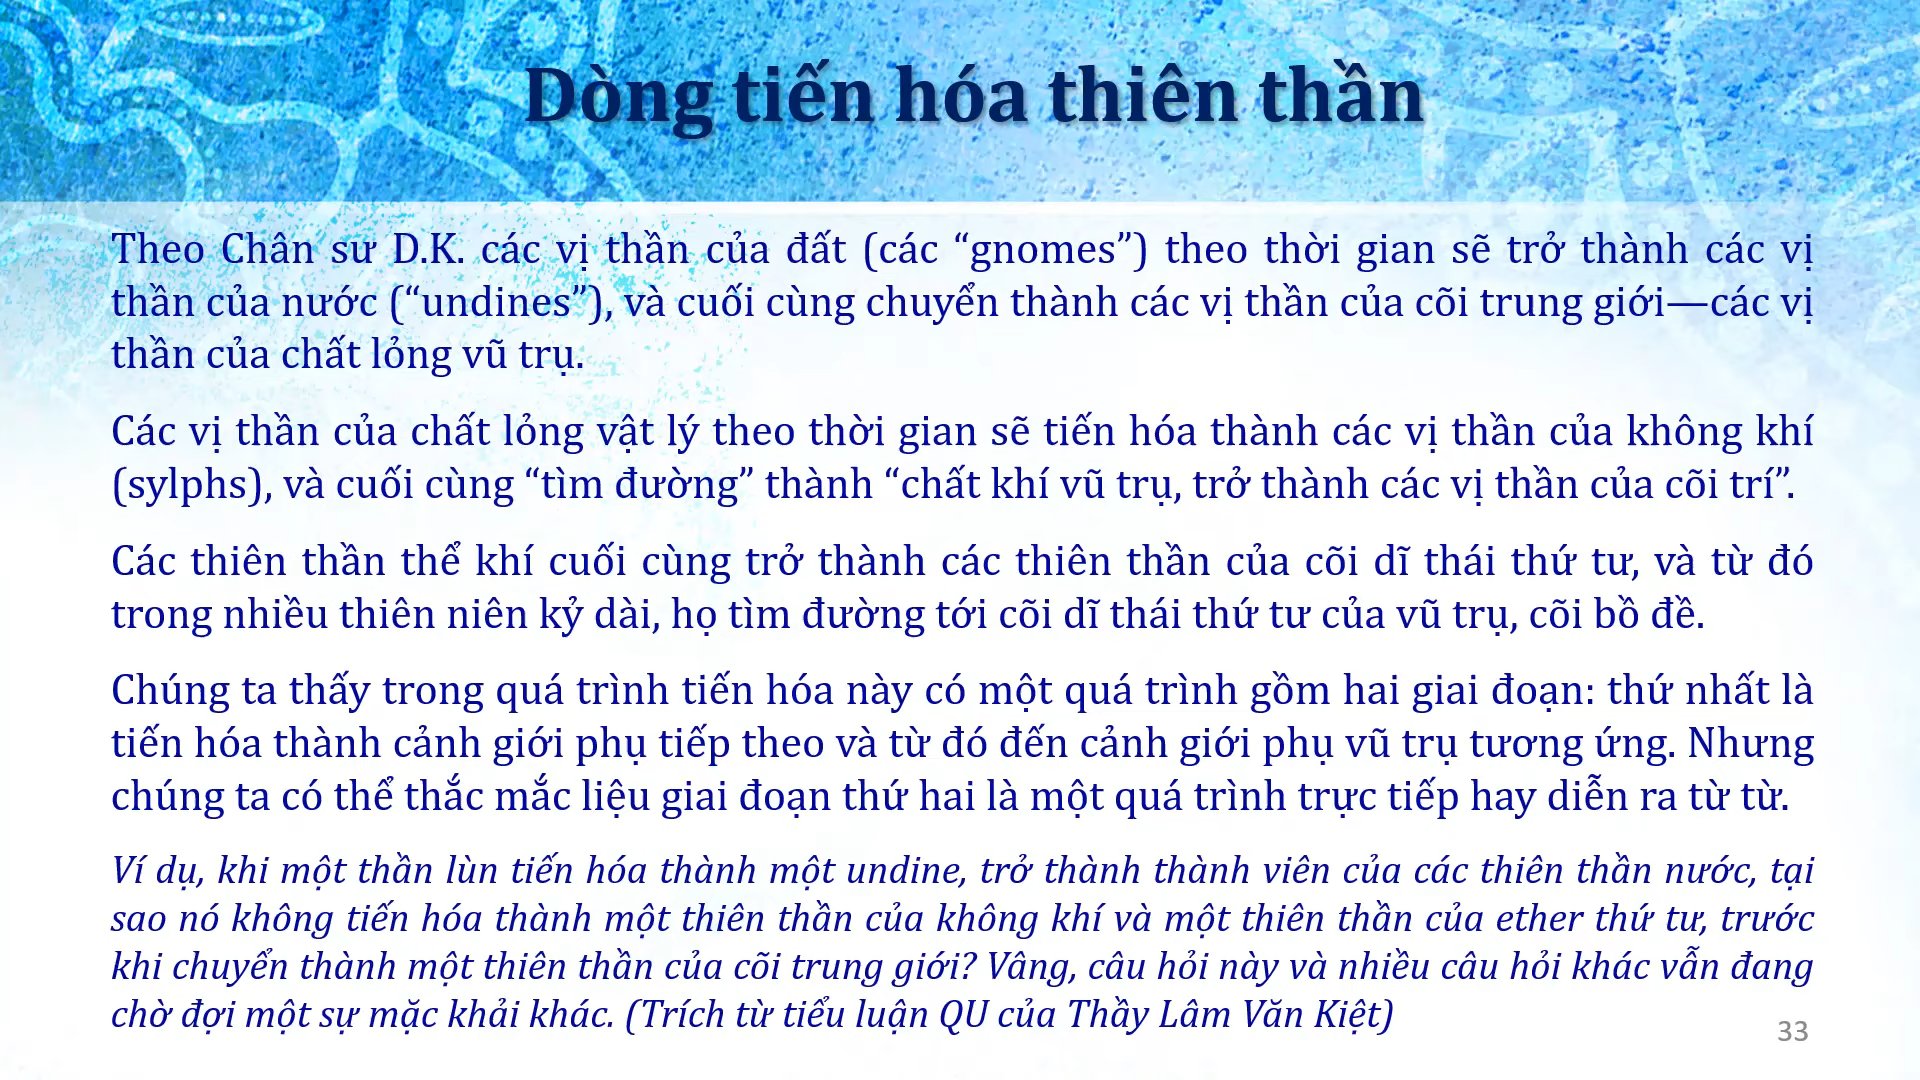 Dòng tiến hóa thiên thần
Theo Chân sư D.K. các vị thần của đất (các “gnomes”) theo thời gian sẽ trở thành các vị
thần của nước (“undines”), và cuối cùng chuyển thành các vị thần của cõi trung giới—các vị
thần của chất lỏng vũ trụ.
Các vị thần của chất lỏng vật lý theo thời gian sẽ tiến hóa thành các vị thần của không khí
(sylphs), và cuối cùng “tìm đường” thành “chất khí vũ trụ, trở thành các vị thần của cõi trí”.
Các thiên thần thể khí cuối cùng trở thành các thiên thần của cõi dĩ thái thứ tư, và từ đó
trong nhiều thiên niên kỷ dài, họ tìm đường tới cõi dĩ thái thứ tư của vũ trụ, cõi bồ đề.
Chúng ta thấy trong quá trình tiến hóa này có một quá trình gồm hai giai đoạn: thứ nhất là
tiến hóa thành cảnh giới phụ tiếp theo và từ đó đến cảnh giới phụ vũ trụ tương ứng. Nhưng
chúng ta có thể thắc mắc liệu giai đoạn thứ hai là một quá trình trực tiếp hay diễn ra từ từ.
Ví dụ, khi một thần lùn tiến hóa thành một undine, trở thành thành viên của các thiên thần nước, tại
sao nó không tiến hóa thành một thiên thần của không khí và một thiên thần của ether thứ tư, trước
khi chuyển thành một thiên thần của cõi trung giới? Vâng, câu hỏi này và nhiều câu hỏi khác vẫn đang
chờ đợi một sự mặc khải khác. (Trích từ tiểu luận QU của Thầy Lâm Văn Kiệt)
33